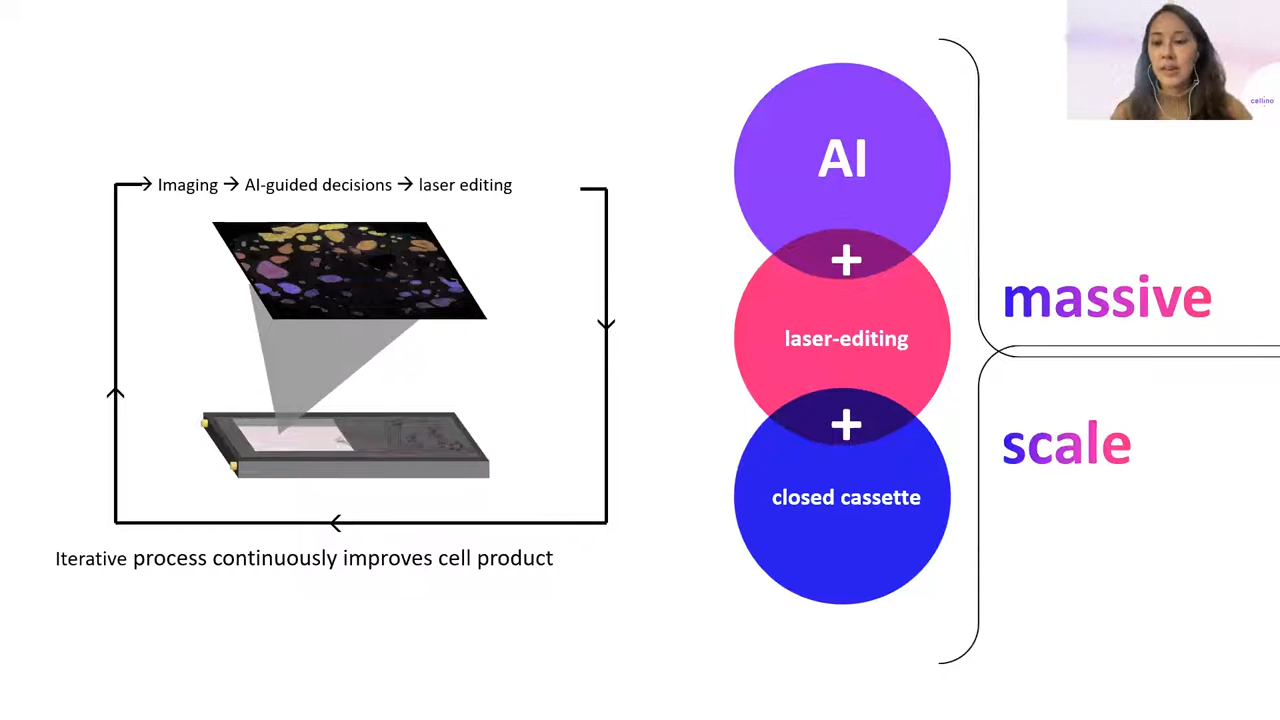 Imaging → AI-guided decisions → laser editing
Iterative process continuously improves cell product
AI
+
laser-editing
+
closed cassette
massive
scale
cellino